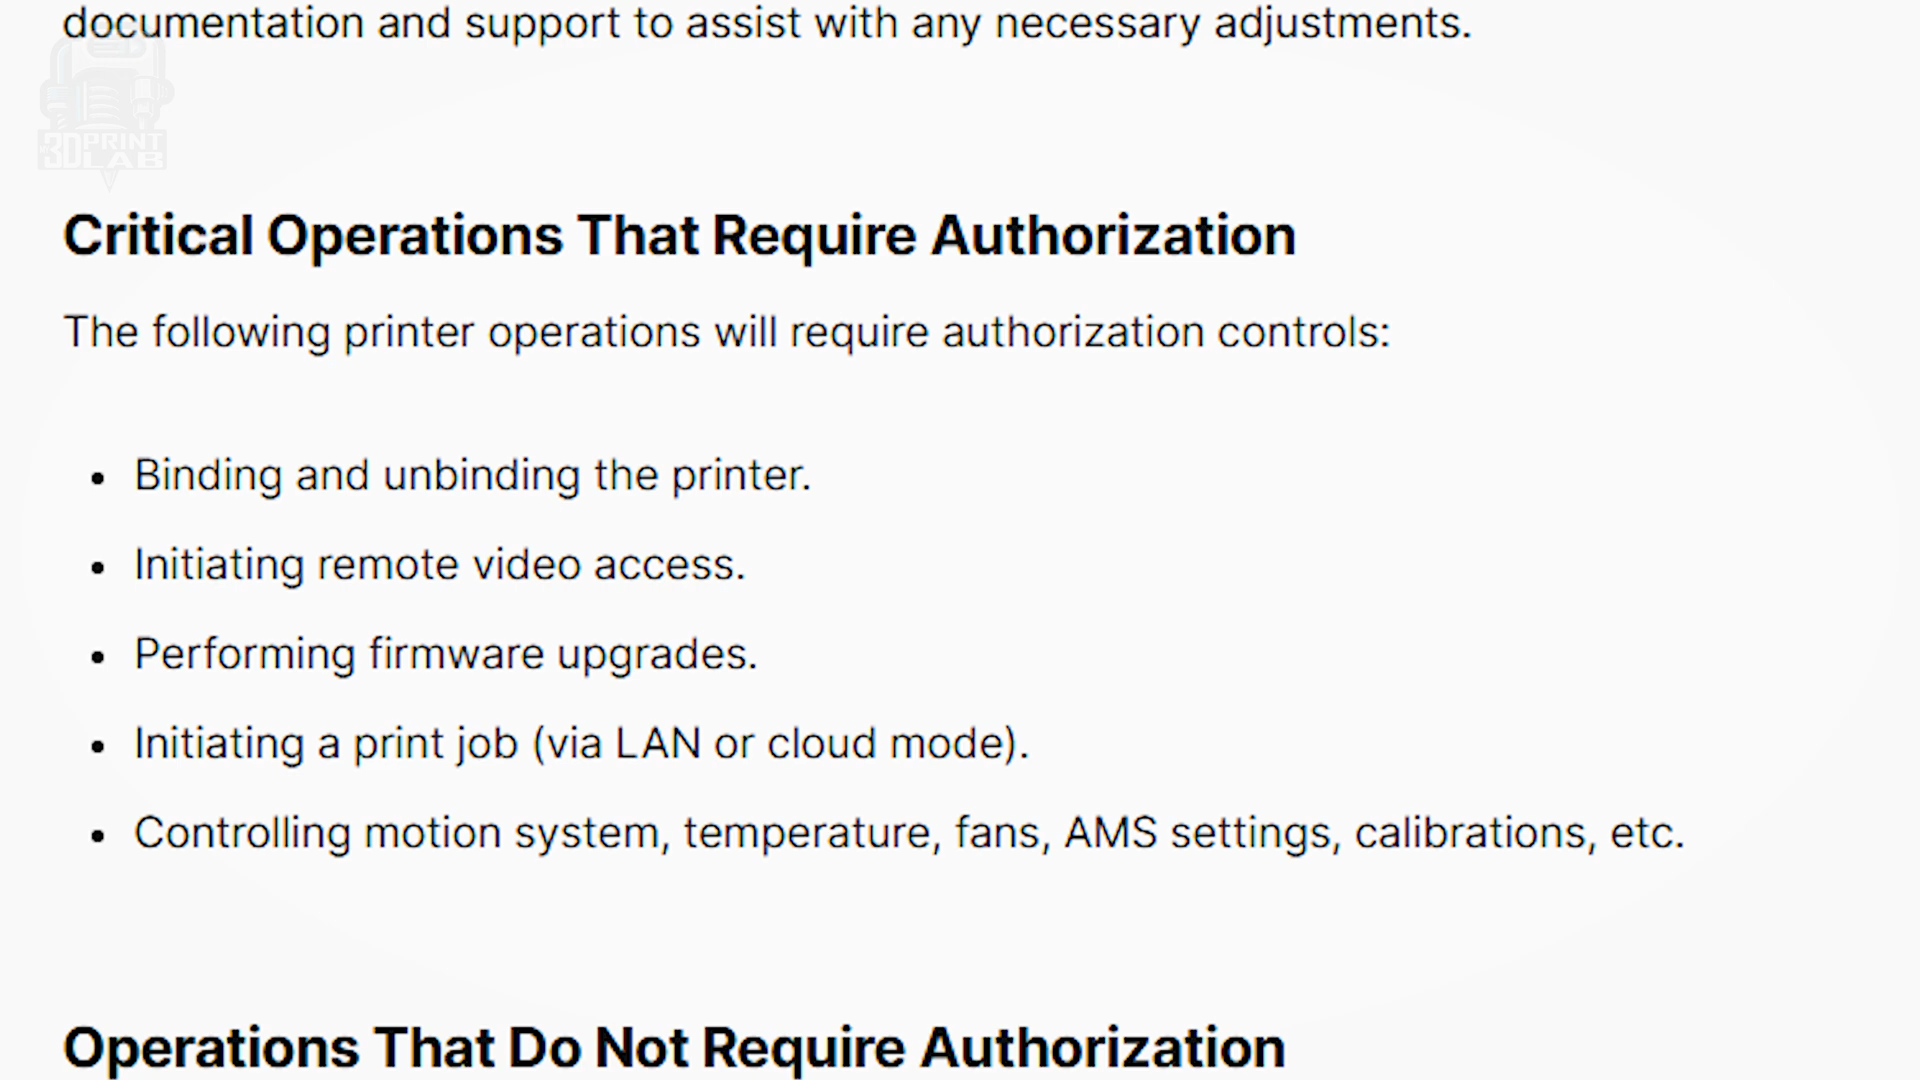 documentation and support to assist with any necessary adjustments.
MY 3D PRINT LAB
Critical Operations That Require Authorization
The following printer operations will require authorization controls:
• Binding and unbinding the printer.
• Initiating remote video access.
• Performing firmware upgrades.
• Initiating a print job (via LAN or cloud mode).
• Controlling motion system, temperature, fans, AMS settings, calibrations, etc.
Operations That Do Not Require Authorization